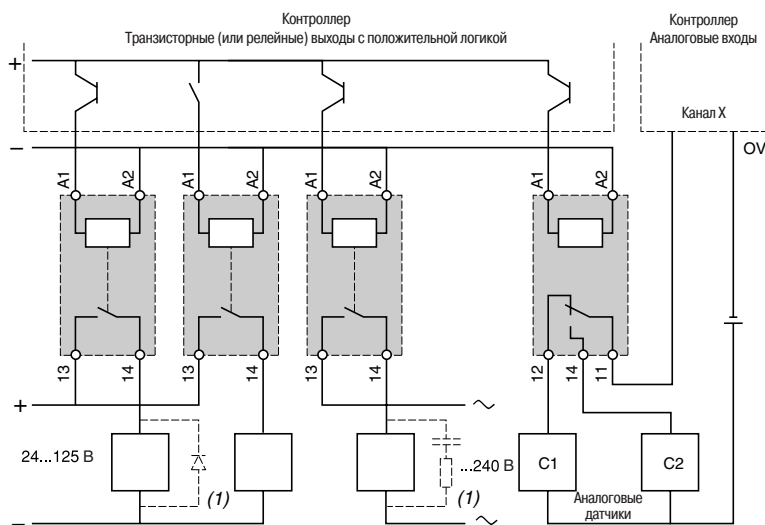 Контроллер
Транзисторные (или релейные) выходы с положительной логикой
Контроллер
Аналоговые входы
+
Канал X
–
OV
A1
A2
A1
A2
A1
A2
A1
A2
13
14
13
14
13
14
12
14
11
+
24...125 В
(1)
...240 В
(1)
C1
C2
Аналоговые
датчики
–